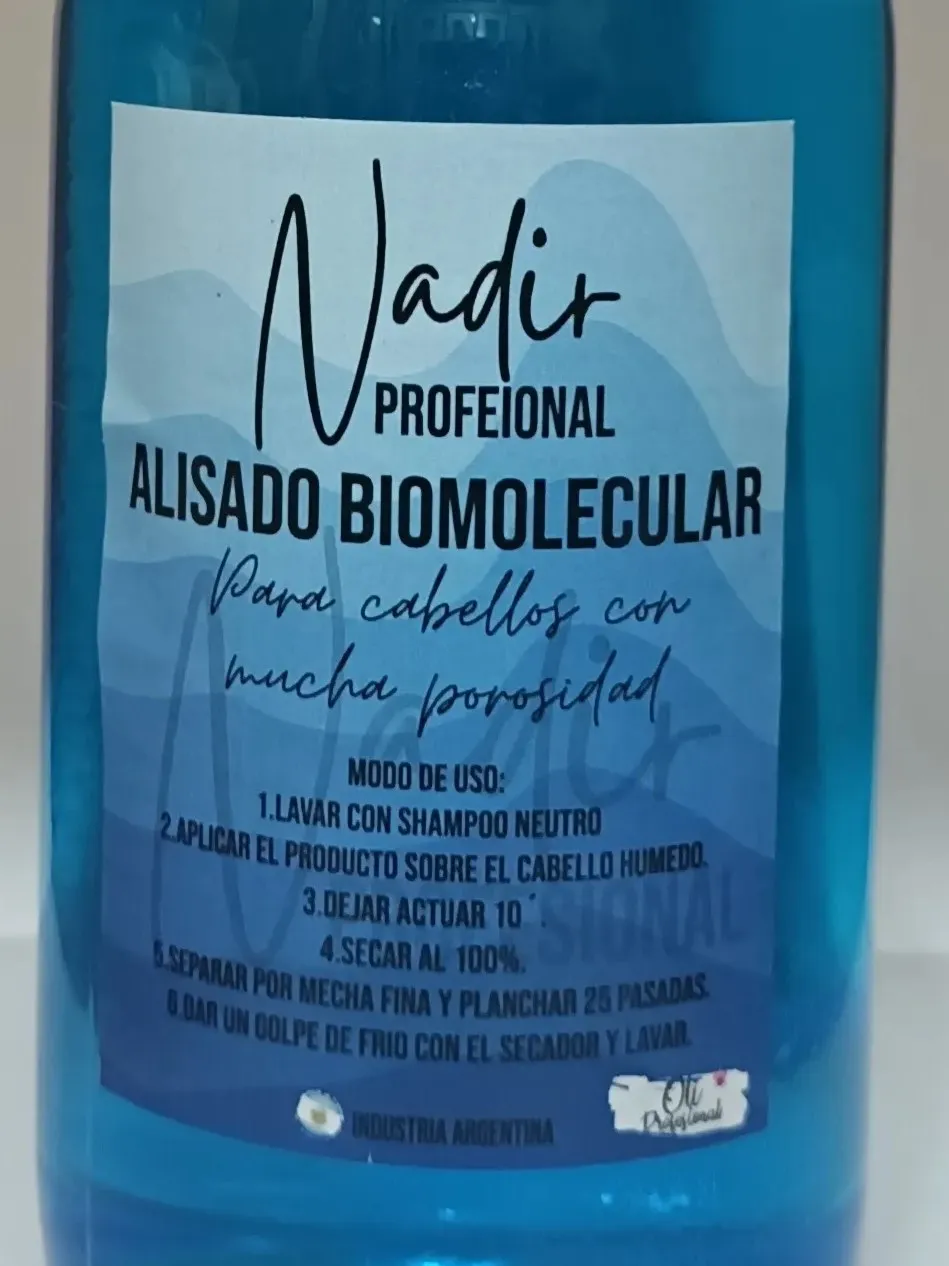 Nadir
PROFEIONAL
ALISADO BIOMOLECULAR
Para cabellos con
mucha porosidad
MODO DE USO:
1.LAVAR CON SHAMPOO NEUTRO
2.APLICAR EL PRODUCTO SOBRE EL CABELLO HUMEDO.
3.DEJAR ACTUAR 10´.
4.SECAR AL 100%.
5.SEPARAR POR MECHA FINA Y PLANCHAR 25 PASADAS.
6.DAR UN GOLPE DE FRIO CON EL SECADOR Y LAVAR.
INDUSTRIA ARGENTINA
Oli